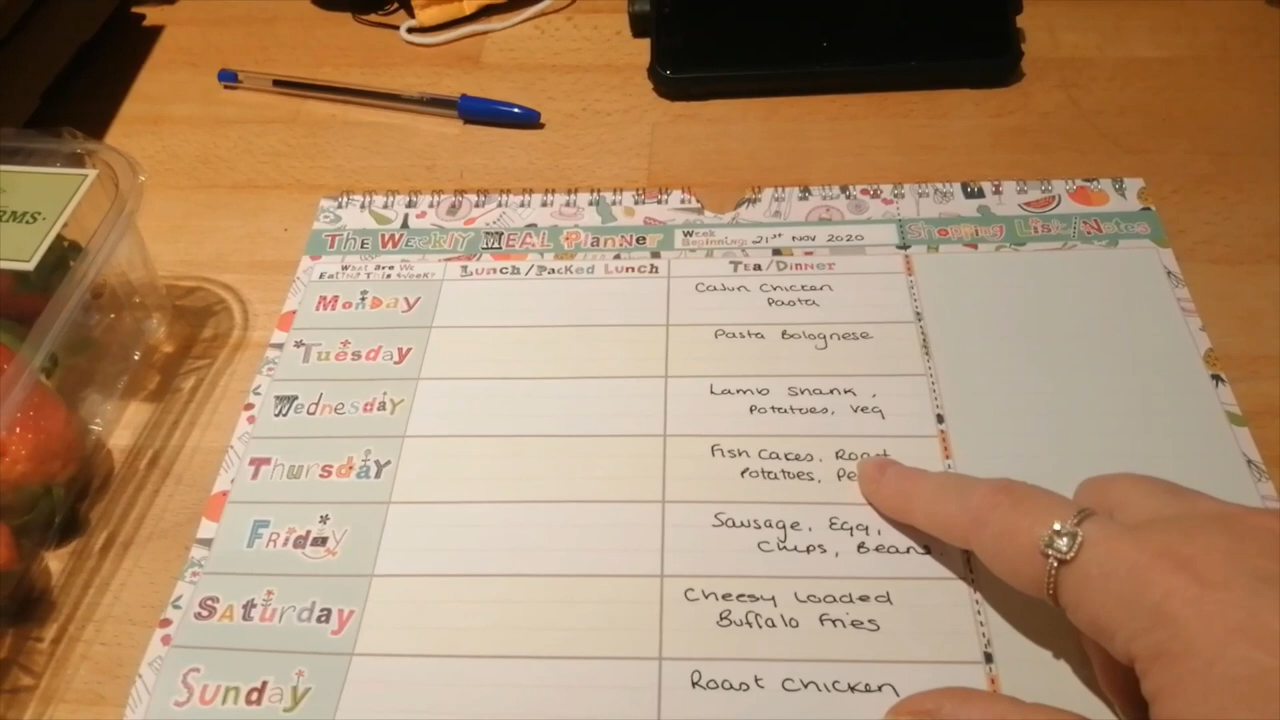 RMS.
The Weekly Meal Planner
Week
Beginning: 21st Nov 2020
Shopping List/Notes
What Are We
Eating This Week?
Lunch/Packed Lunch
Tea/Dinner
Monday
Cajun Chicken
Pasta
Tuesday
Pasta Bolognese
Wednesday
Lamb Shank,
Potatoes, Veg
Thursday
Fish Cakes, Roast
Potatoes,
Friday
Sausage, Egg,
Chips, Beans.
Saturday
Cheesy Loaded
Buffalo Fries
Sunday
Roast Chicken